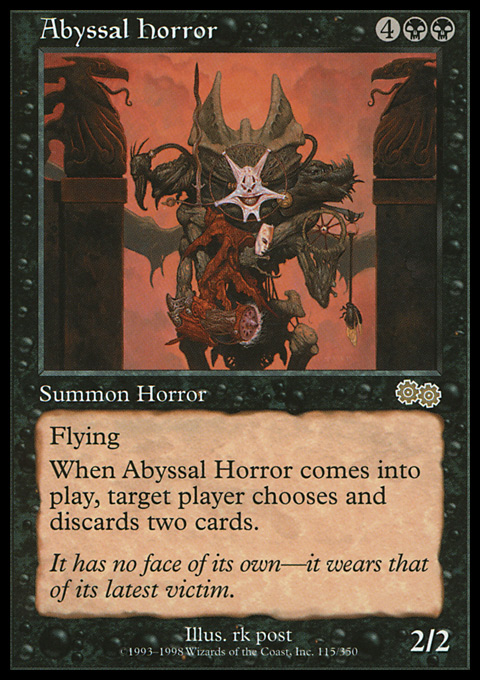 Abyssal Horror 4
Summon Horror
Flying
When Abyssal Horror comes into
play, target player chooses and
discards two cards.
It has no face of its own—it wears that
of its latest victim.
Illus. rk post
2/2
©1993–1998 Wizards of the Coast, Inc. 115/350